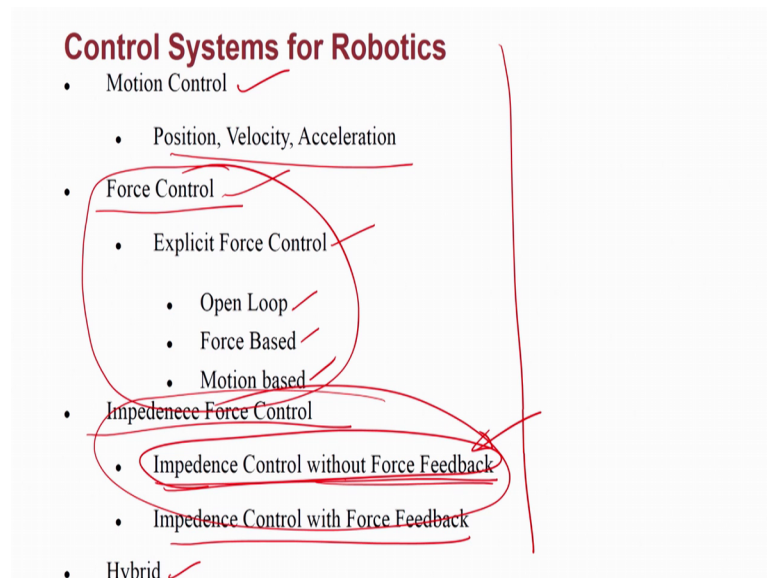 Control Systems for Robotics
• Motion Control
• Position, Velocity, Acceleration
• Force Control
• Explicit Force Control
• Open Loop
• Force Based
• Motion based
• Impedenece Force Control
• Impedence Control without Force Feedback
• Impedence Control with Force Feedback
• Hybrid